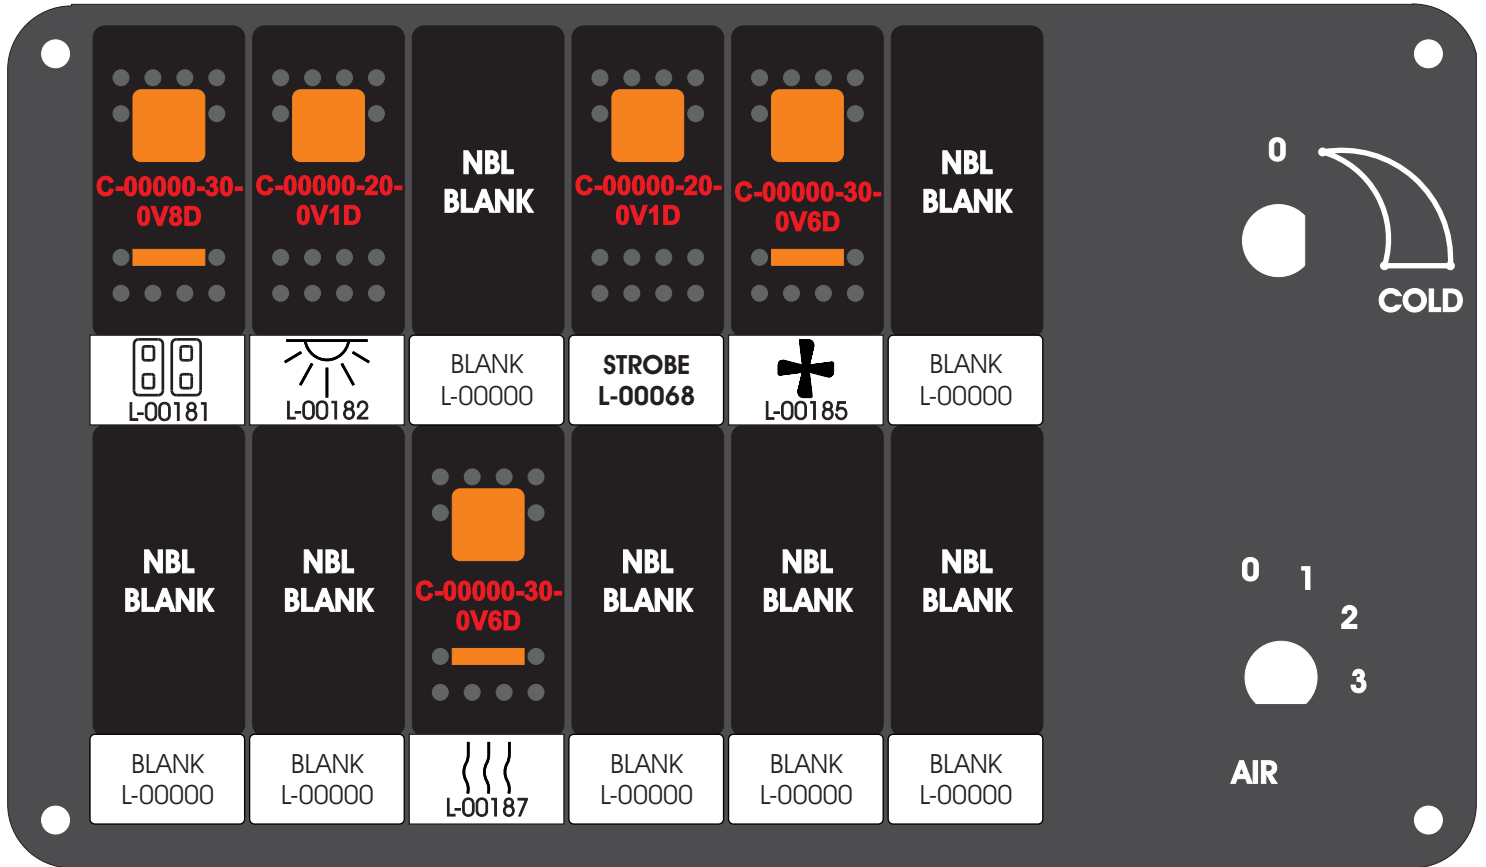 C-00000-30-
0V8D
C-00000-20-
0V1D
NBL
BLANK
C-00000-20-
0V1D
C-00000-30-
0V6D
NBL
BLANK
L-00181
L-00182
BLANK
L-00000
STROBE
L-00068
L-00185
BLANK
L-00000
0
COLD
NBL
BLANK
NBL
BLANK
C-00000-30-
0V6D
NBL
BLANK
NBL
BLANK
NBL
BLANK
BLANK
L-00000
BLANK
L-00000
L-00187
BLANK
L-00000
BLANK
L-00000
BLANK
L-00000
0
1
2
3
AIR